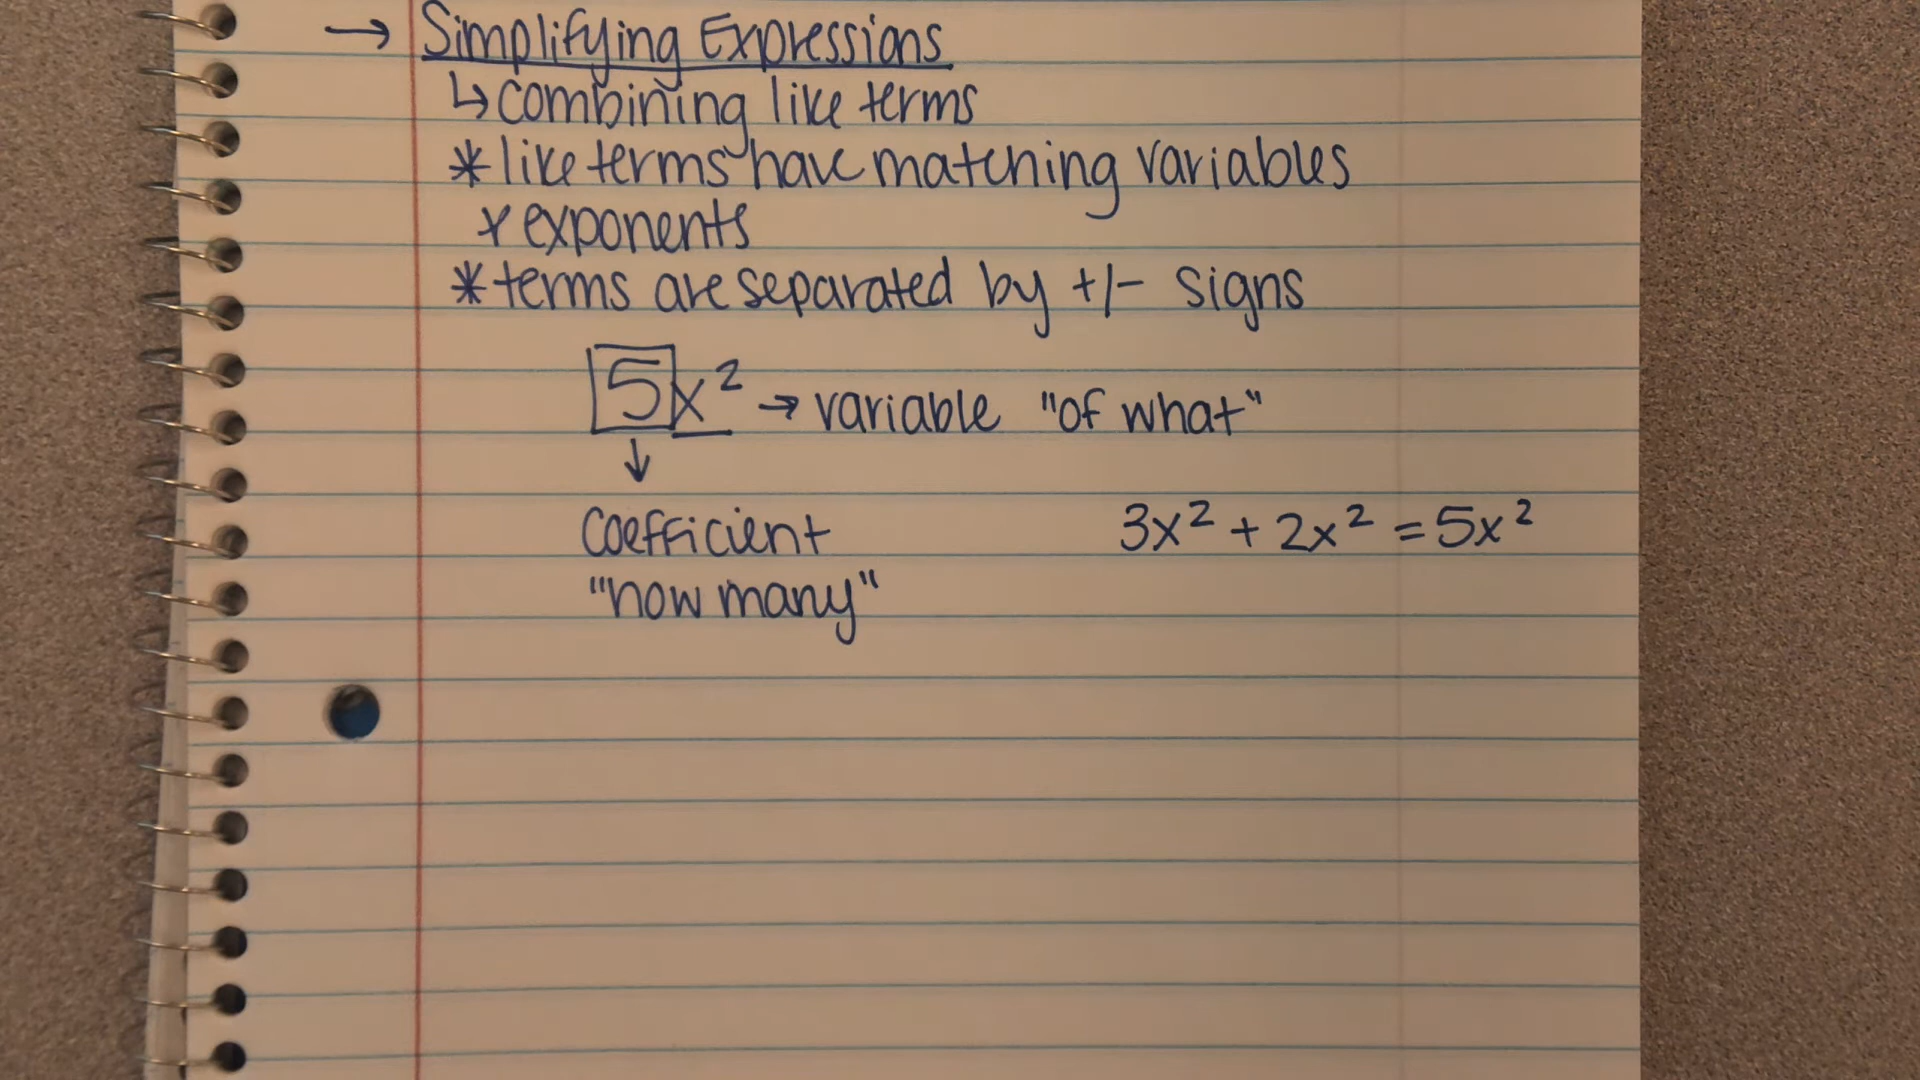 → Simplifying Expressions
↳ combining like terms
* like terms have matching variables
+ exponents
* terms are separated by +/- signs
5x² → variable "of what"
↓
Coefficient
"how many"
3x² + 2x² = 5x²